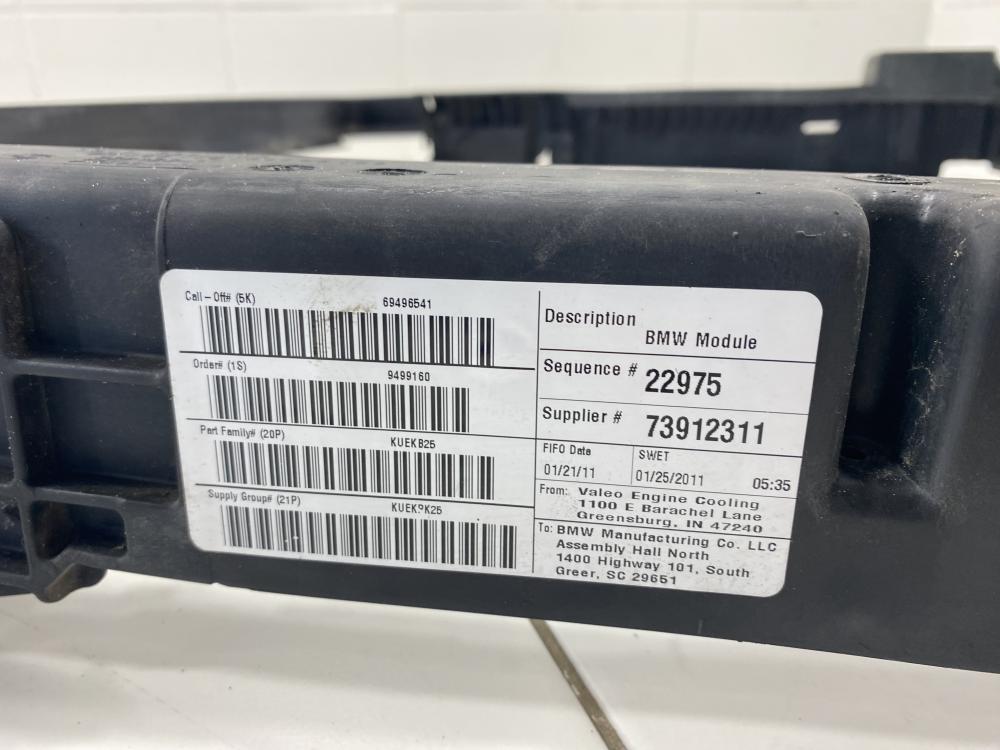 Call-Off# (5K) 69496541
Order# (1S) 9499160
Part Family# (20P) KUEKB25
Supply Group# (21P) KUEK9K25
Description BMW Module
Sequence # 22975
Supplier # 73912311
FIFO Date SWET
01/21/11 01/25/2011 05:35
From: Valeo Engine Cooling
1100 E Barachel Lane
Greensburg, IN 47240
To: BMW Manufacturing Co. LLC
Assembly Hall North
1400 Highway 101, South
Greer, SC 29651